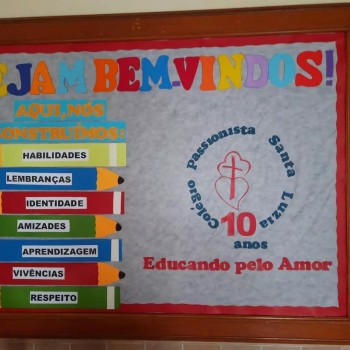 EJAM BEM-VINDOS!
AQUI, NÓS
CONSTRUÍMOS:
HABILIDADES
LEMBRANÇAS
IDENTIDADE
AMIZADES
APRENDIZAGEM
VIVÊNCIAS
RESPEITO
Colégio Passionista Santa Luzia
10
anos
Educando pelo Amor